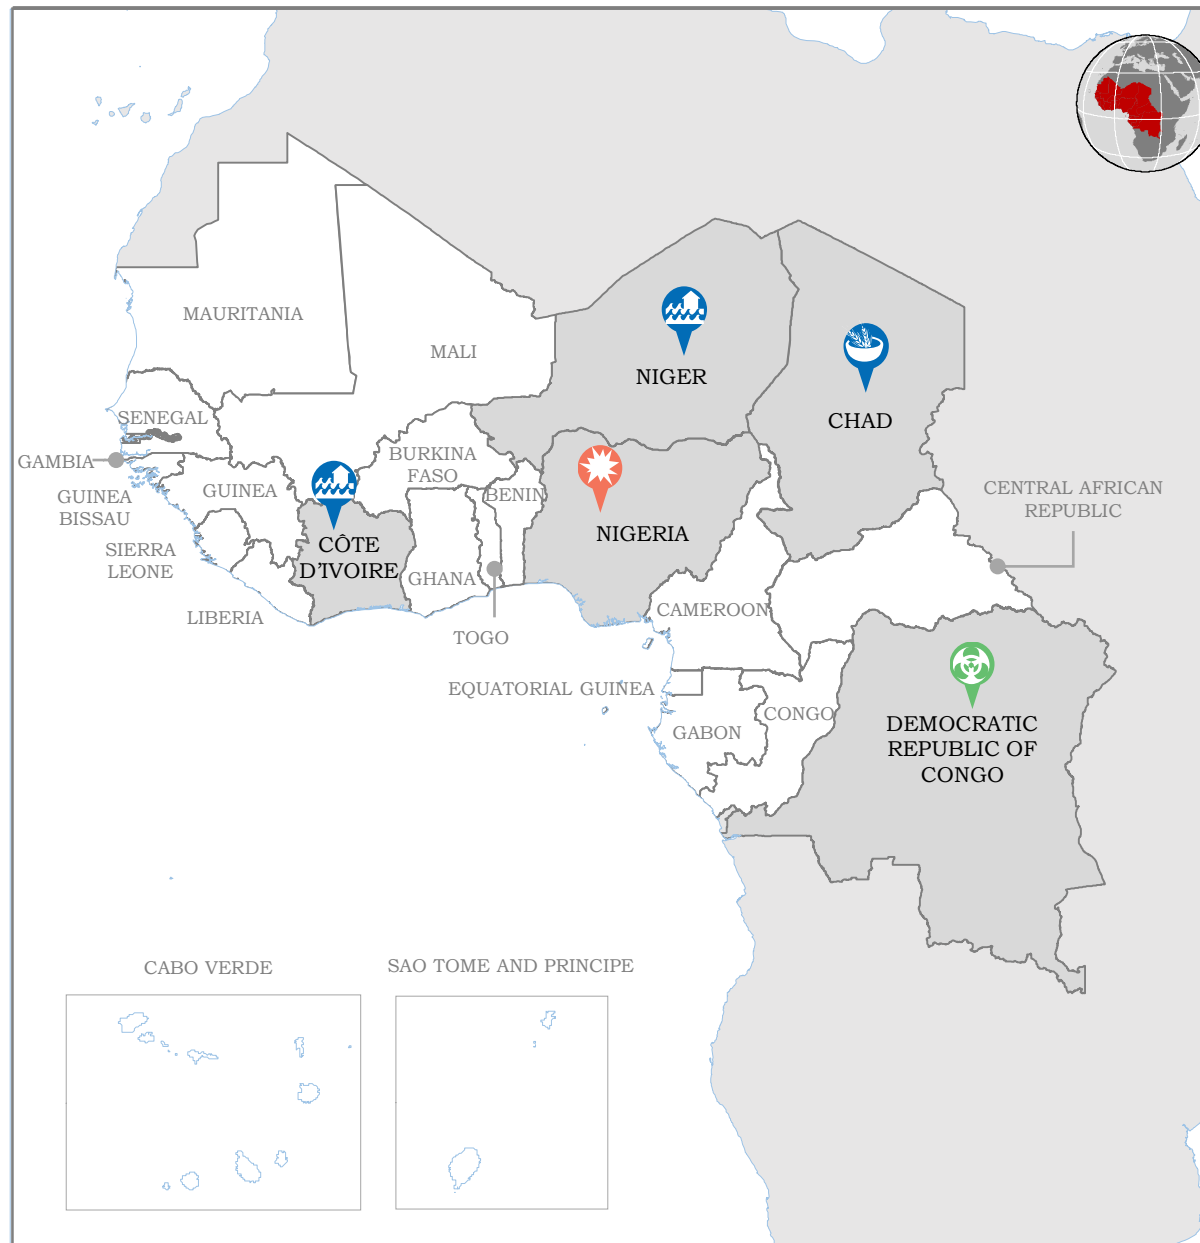 MAURITANIA
MALI
NIGER
CHAD
SENEGAL
GAMBIA
GUINEA
BISSAU
GUINEA
BURKINA
FASO
BENIN
NIGERIA
CENTRAL AFRICAN
REPUBLIC
SIERRA
LEONE
CÔTE
D'IVOIRE
GHANA
LIBERIA
TOGO
CAMEROON
EQUATORIAL GUINEA
GABON
CONGO
DEMOCRATIC
REPUBLIC OF
CONGO
CABO VERDE
SAO TOME AND PRINCIPE